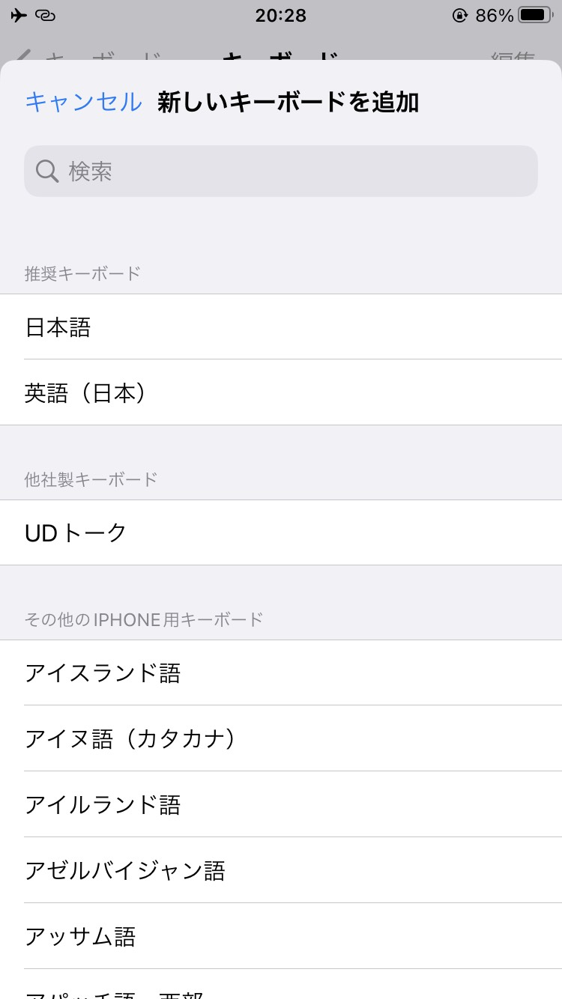 20:28
86%
キャンセル 新しいキーボードを追加
検索
推奨キーボード
日本語
英語（日本）
他社製キーボード
UDトーク
その他のIPHONE用キーボード
アイスランド語
アイヌ語（カタカナ）
アイルランド語
アゼルバイジャン語
アッサム語